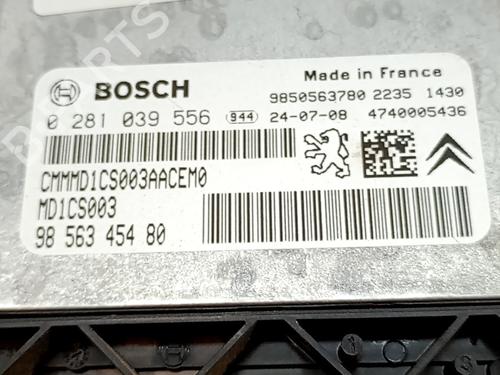 BOSCH
Made in France
9850563780 2235 1430
0 281 039 556 944 24-07-08 4740005436
CMMMD1CS003AACEM0
MD1CS003
98 563 454 80